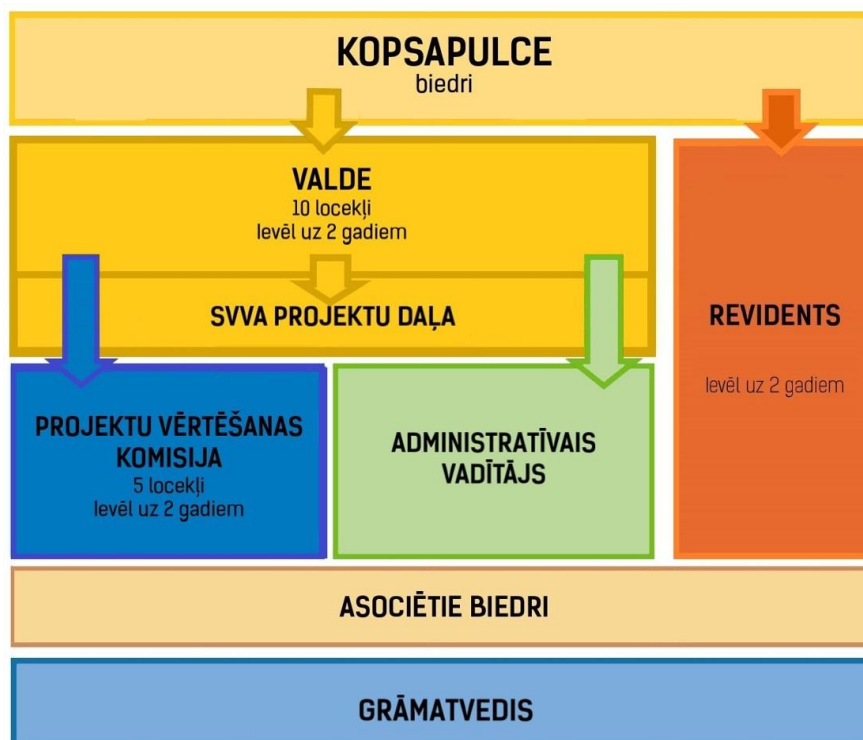 KOPSAPULCE
biedri
VALDE
10 locekļi
Ievēl uz 2 gadiem
SVVA PROJEKTU DAĻA
REVIDENTS
Ievēl uz 2 gadiem
PROJEKTU VĒRTĒŠANAS
KOMISIJA
5 locekļi
Ievēl uz 2 gadiem
ADMINISTRATĪVAIS
VADĪTĀJS
ASOCIĒTIE BIEDRI
GRĀMATVEDIS